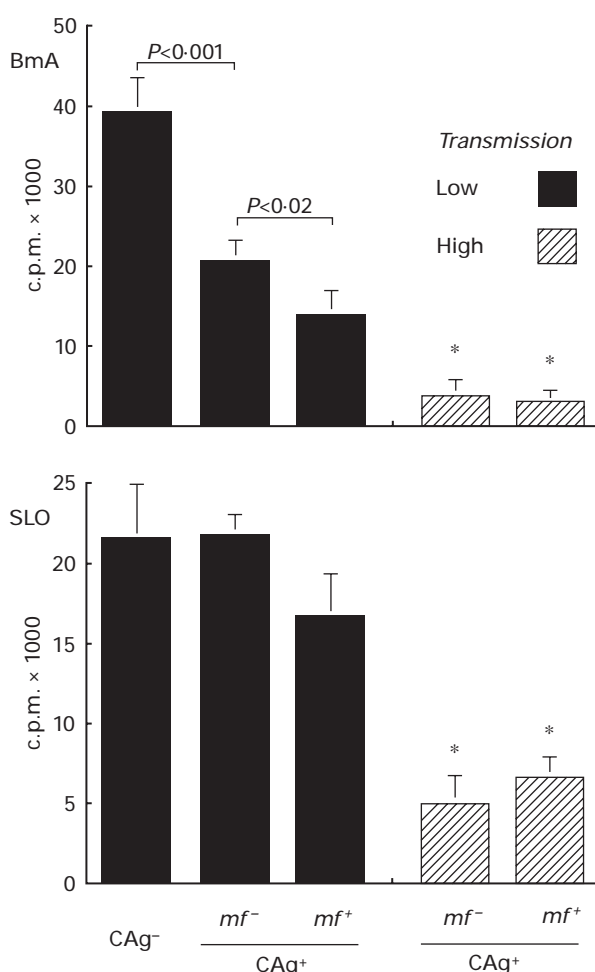 50
BmA
P<0·001
40
Transmission
30
Low
P<0·02
High
20
10
* *
0
c.p.m. × 1000
25
SLO
20
15
10
* *
5
0
c.p.m. × 1000
mf⁻ mf⁺ mf⁻ mf⁺
CAg⁻
CAg⁺ CAg⁺